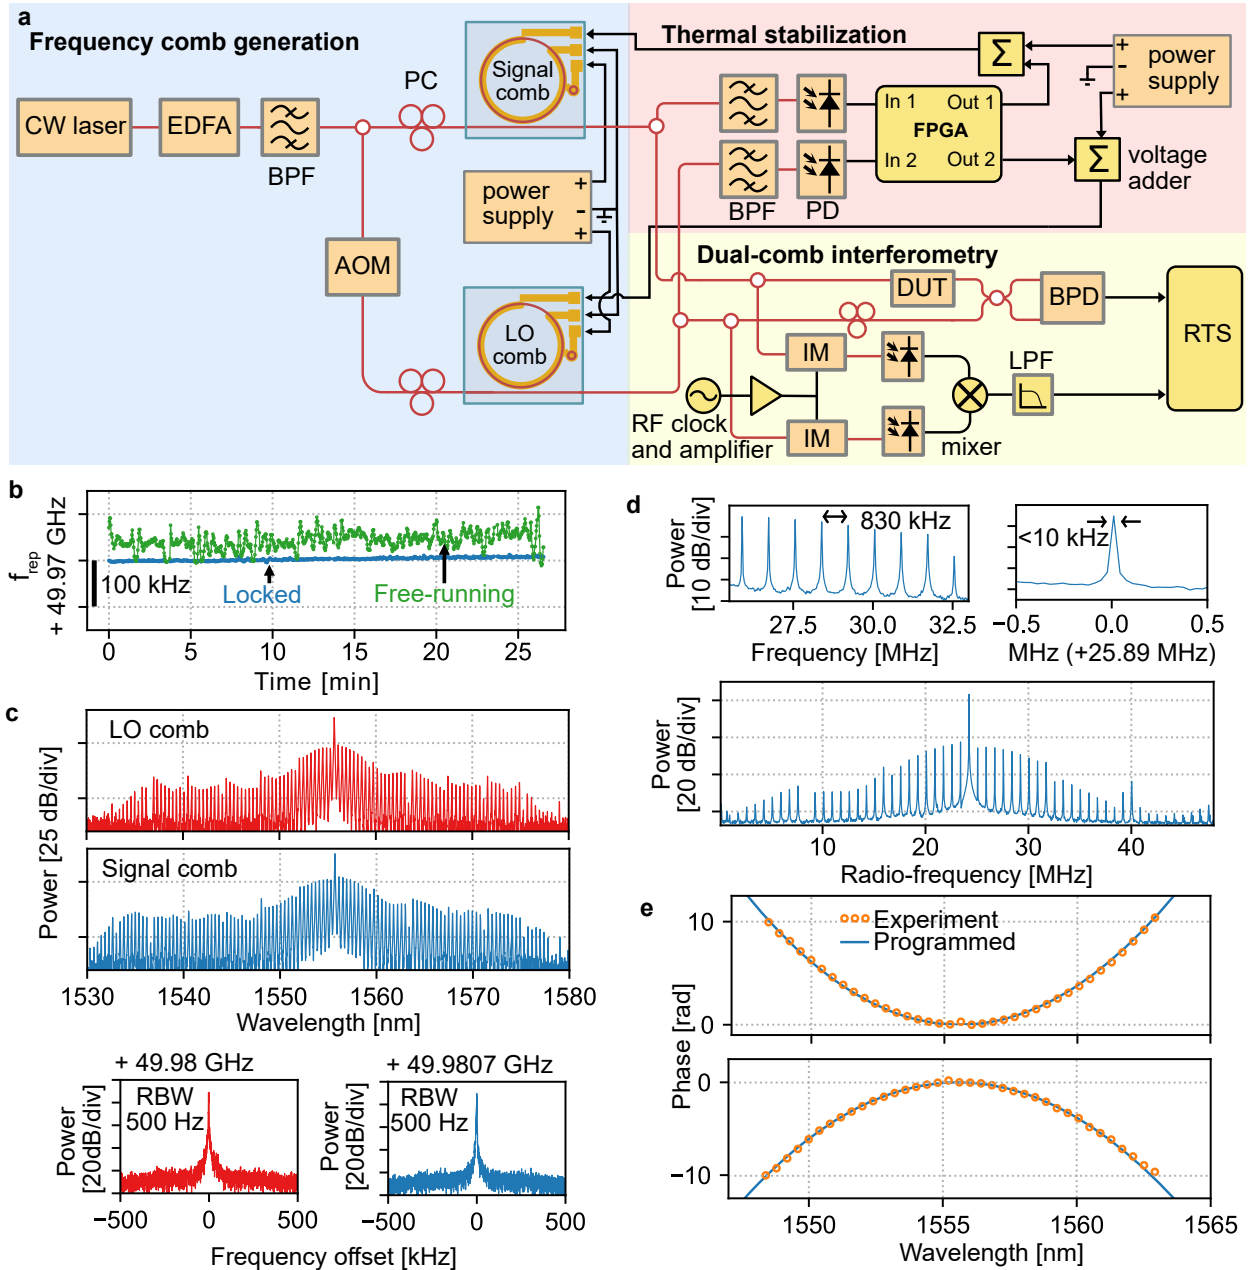 a
Frequency comb generation
Thermal stabilization
CW laser
EDFA
BPF
PC
Signal
comb
power
supply
+
-
+
AOM
LO
comb
BPF
PD
In 1
Out 1
FPGA
In 2
Out 2
Σ
Σ
+
-
+
power
supply
voltage
adder
Dual-comb interferometry
DUT
BPD
RTS
IM
IM
LPF
RF clock
and amplifier
mixer
b
f_rep
+ 49.97 GHz
100 kHz
Locked
Free-running
0 5 10 15 20 25
Time [min]
c
LO comb
Signal comb
Power [25 dB/div]
1530 1540 1550 1560 1570 1580
Wavelength [nm]
+ 49.98 GHz
+ 49.9807 GHz
RBW
500 Hz
RBW
500 Hz
Power
[20dB/div]
Power
[20dB/div]
−500 0 500
−500 0 500
Frequency offset [kHz]
d
Power
[10 dB/div]
830 kHz
27.5 30.0 32.5
Frequency [MHz]
<10 kHz
−0.5 0.0 0.5
MHz (+25.89 MHz)
Power
[20 dB/div]
10 20 30 40
Radio-frequency [MHz]
e
Experiment
Programmed
10
0
0
−10
Phase [rad]
1550 1555 1560 1565
Wavelength [nm]